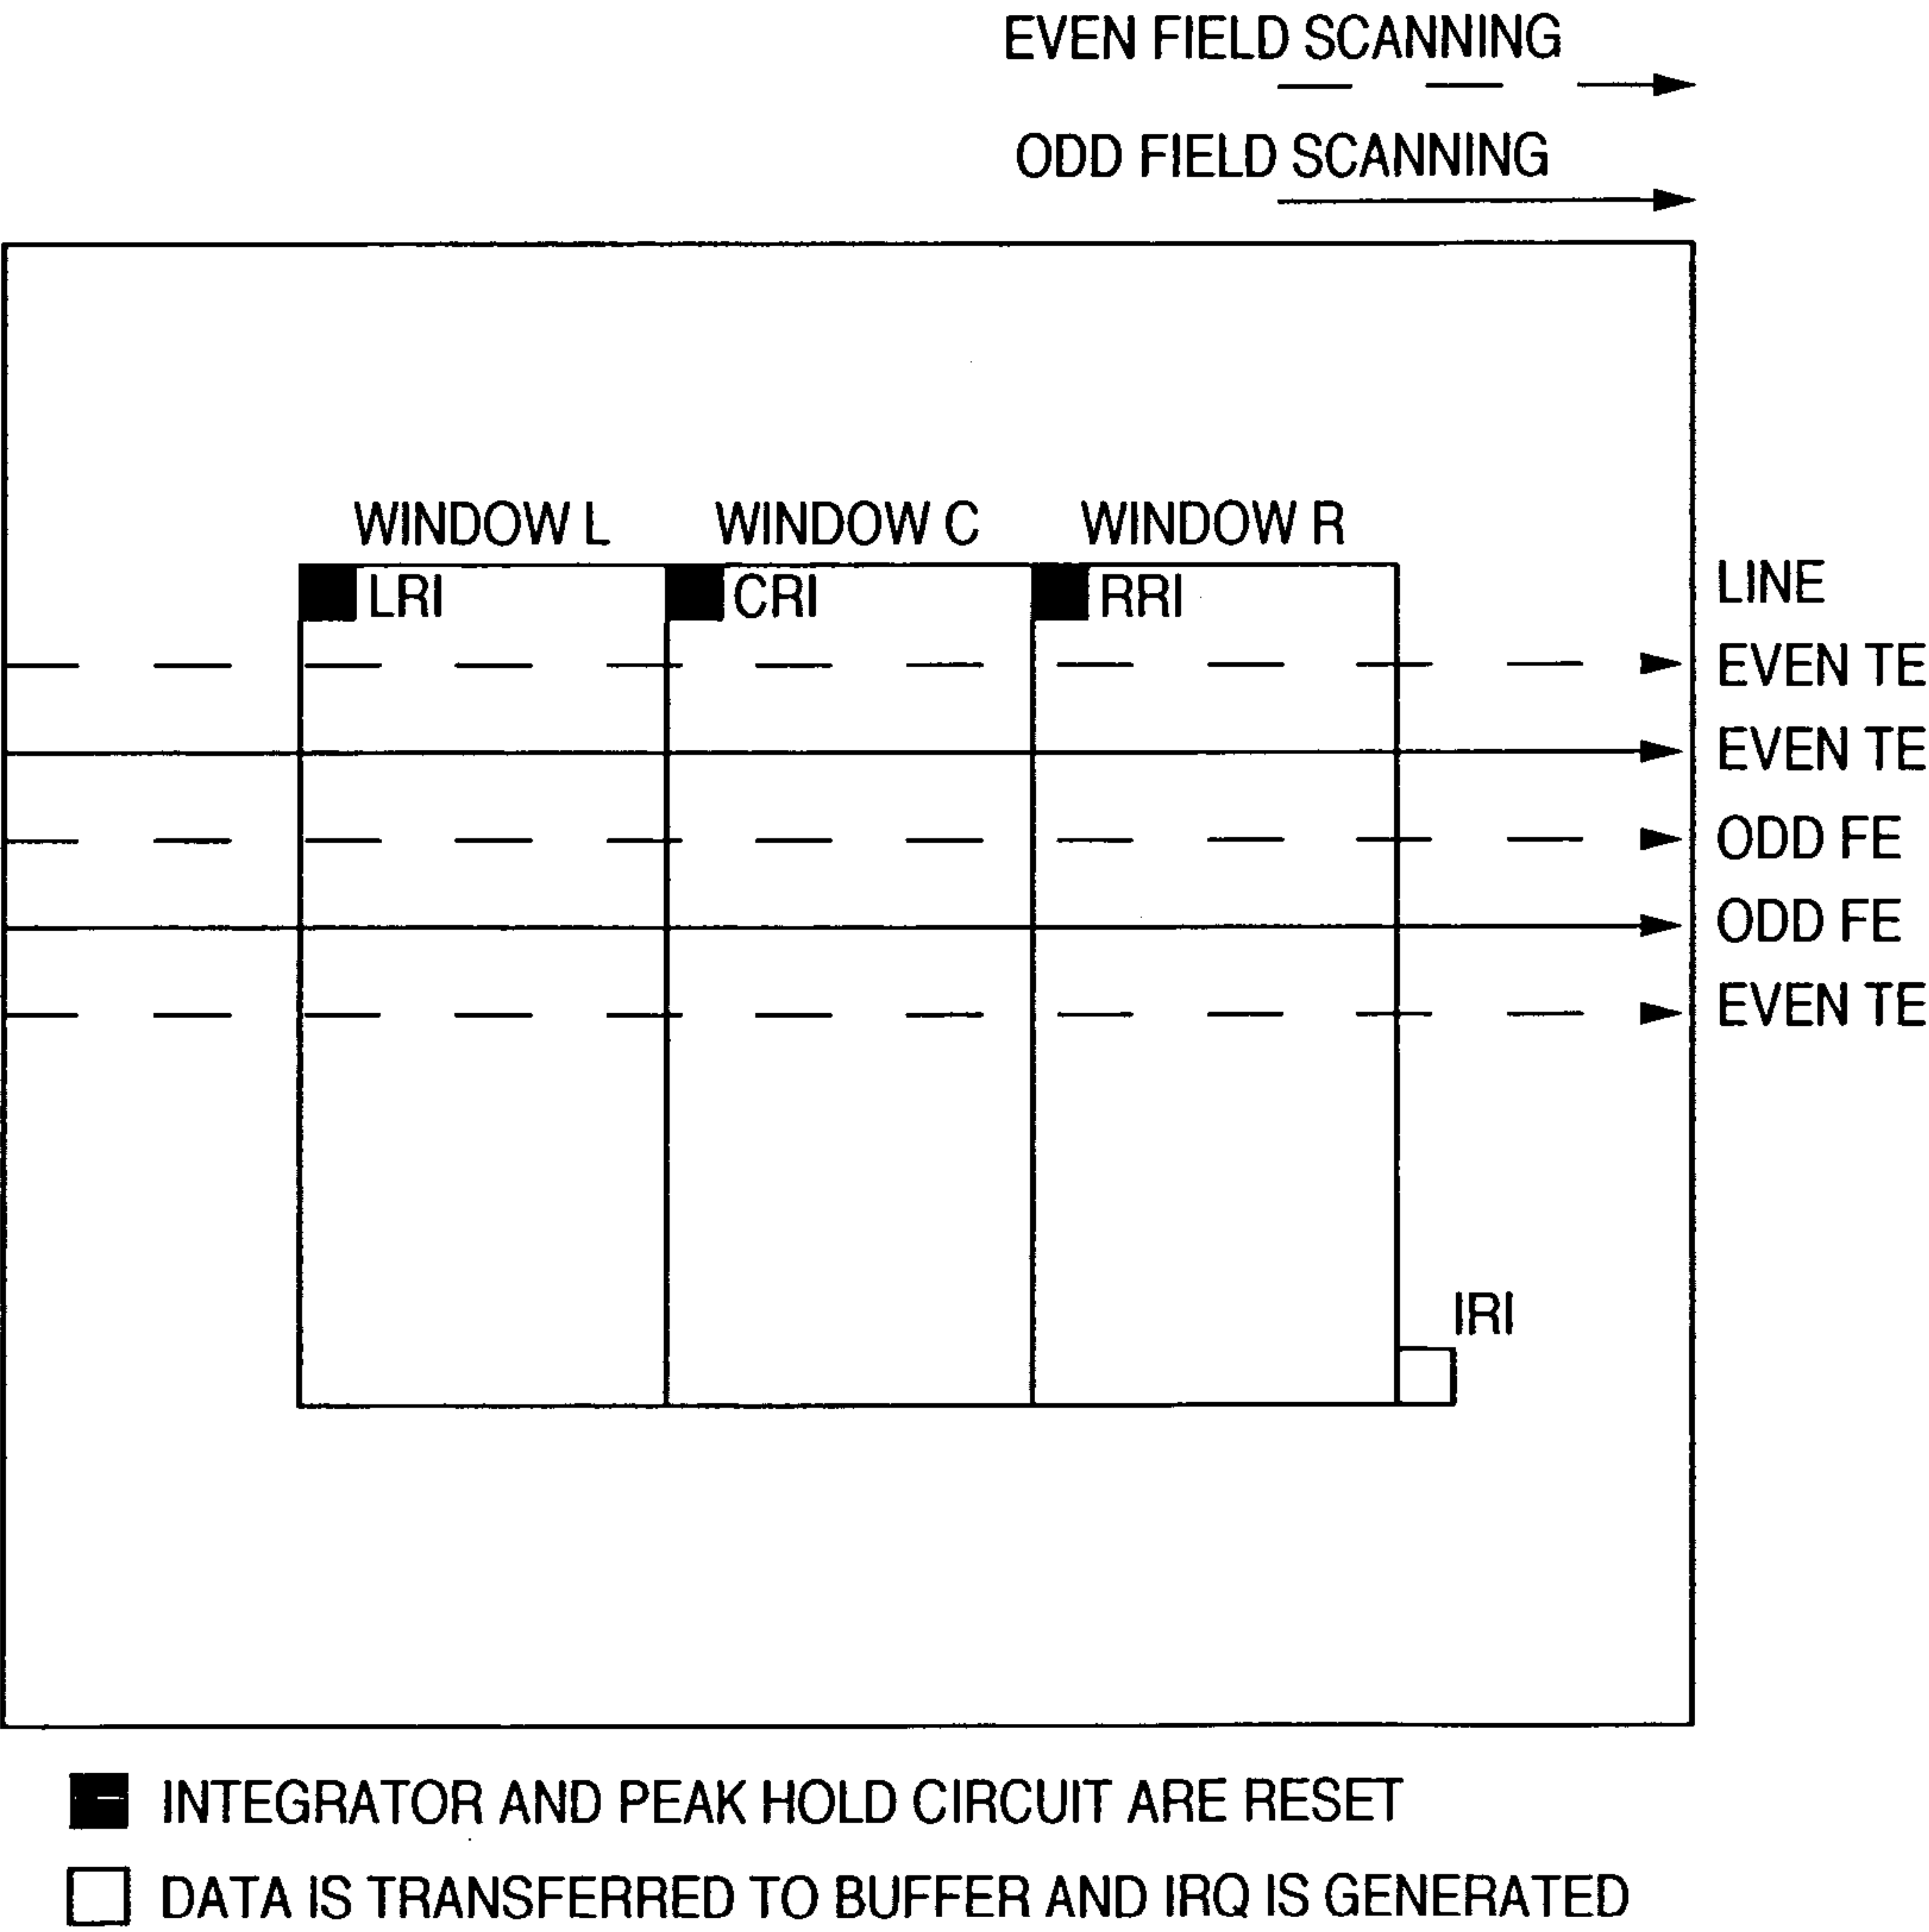 EVEN FIELD SCANNING
ODD FIELD SCANNING
WINDOW L WINDOW C WINDOW R
LRI CRI RRI LINE
EVEN TE
EVEN TE
ODD FE
ODD FE
EVEN TE
IRI
INTEGRATOR AND PEAK HOLD CIRCUIT ARE RESET
DATA IS TRANSFERRED TO BUFFER AND IRQ IS GENERATED